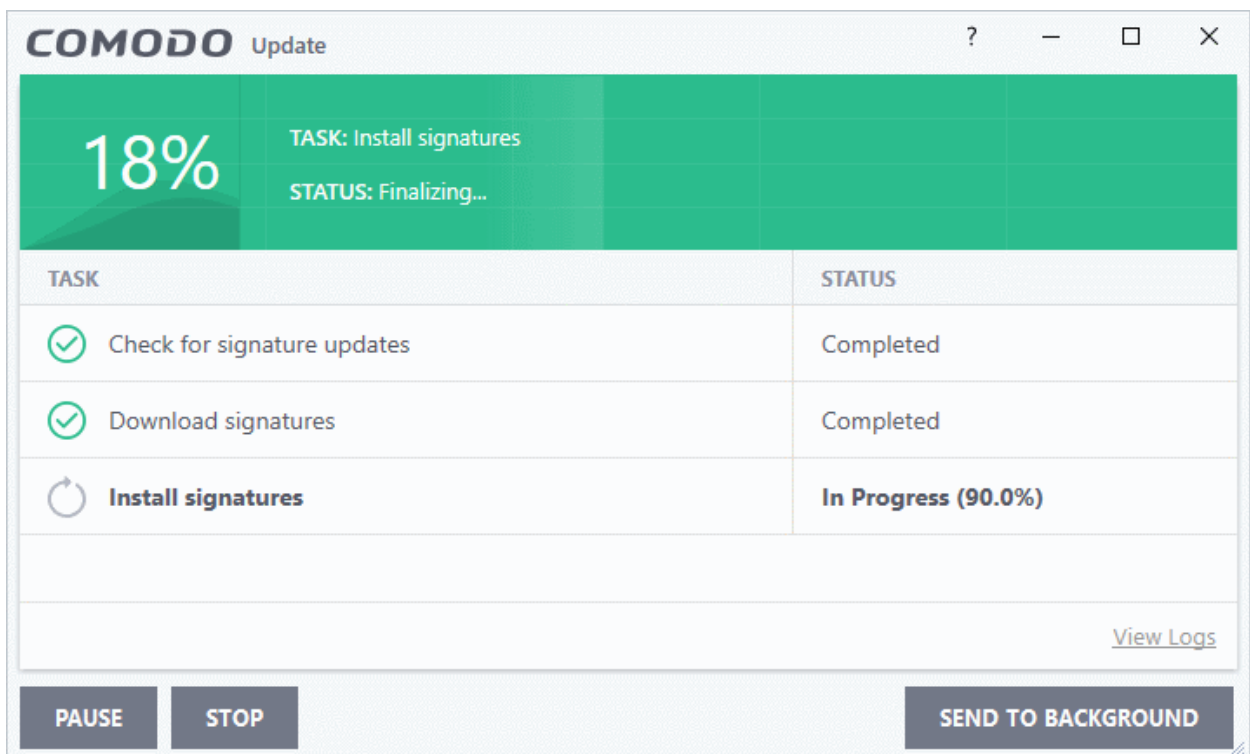 COMODO Update ?
18%
TASK: Install signatures
STATUS: Finalizing...
TASK STATUS
Check for signature updates Completed
Download signatures Completed
Install signatures In Progress (90.0%)
View Logs
PAUSE STOP SEND TO BACKGROUND